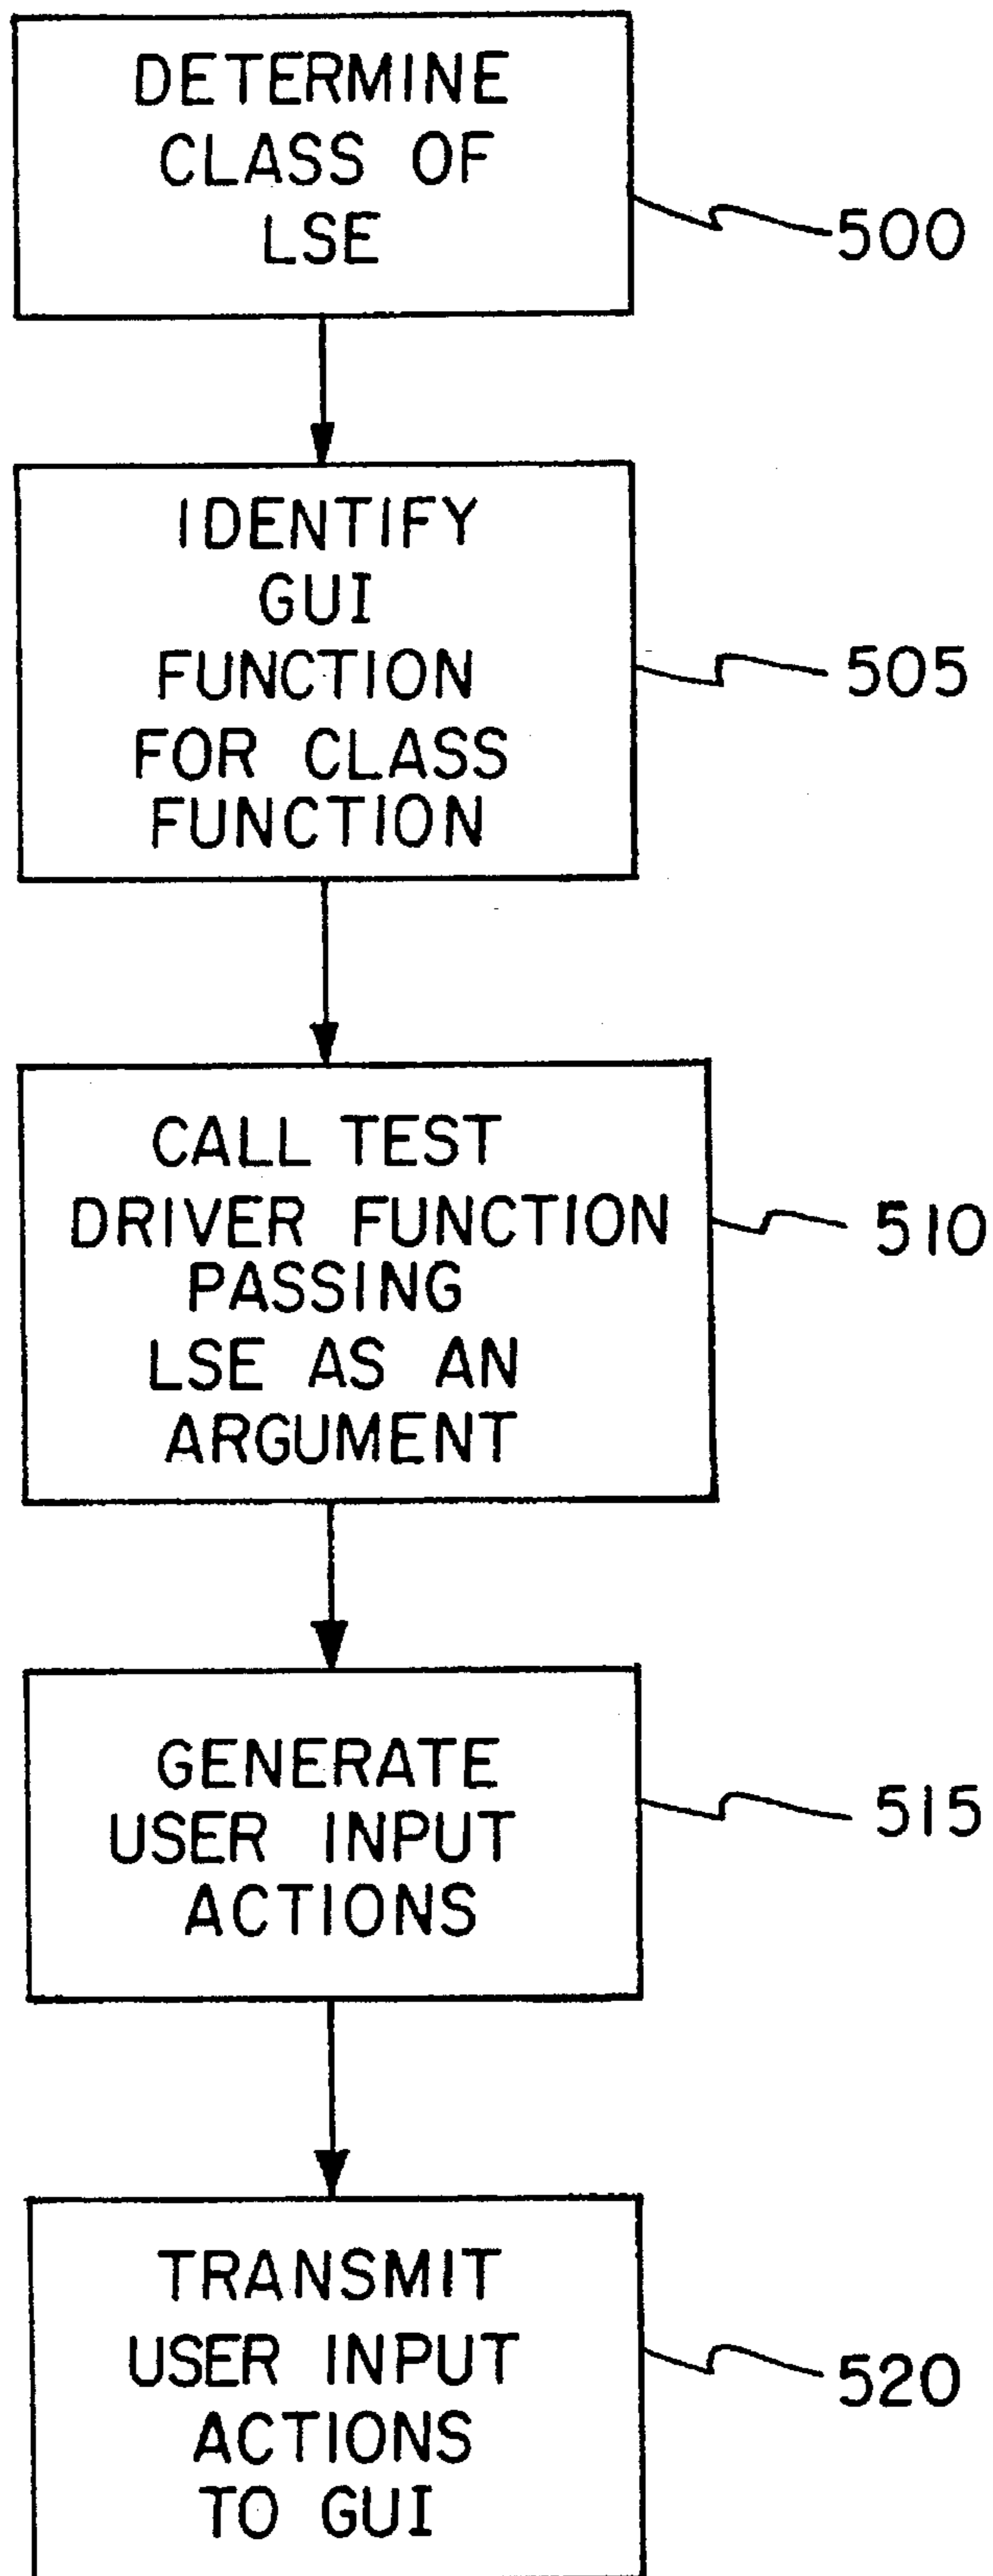 DETERMINE
CLASS OF
LSE
500
IDENTIFY
GUI
FUNCTION
FOR CLASS
FUNCTION
505
CALL TEST
DRIVER FUNCTION
PASSING
LSE AS AN
ARGUMENT
510
GENERATE
USER INPUT
ACTIONS
515
TRANSMIT
USER INPUT
ACTIONS
TO GUI
520